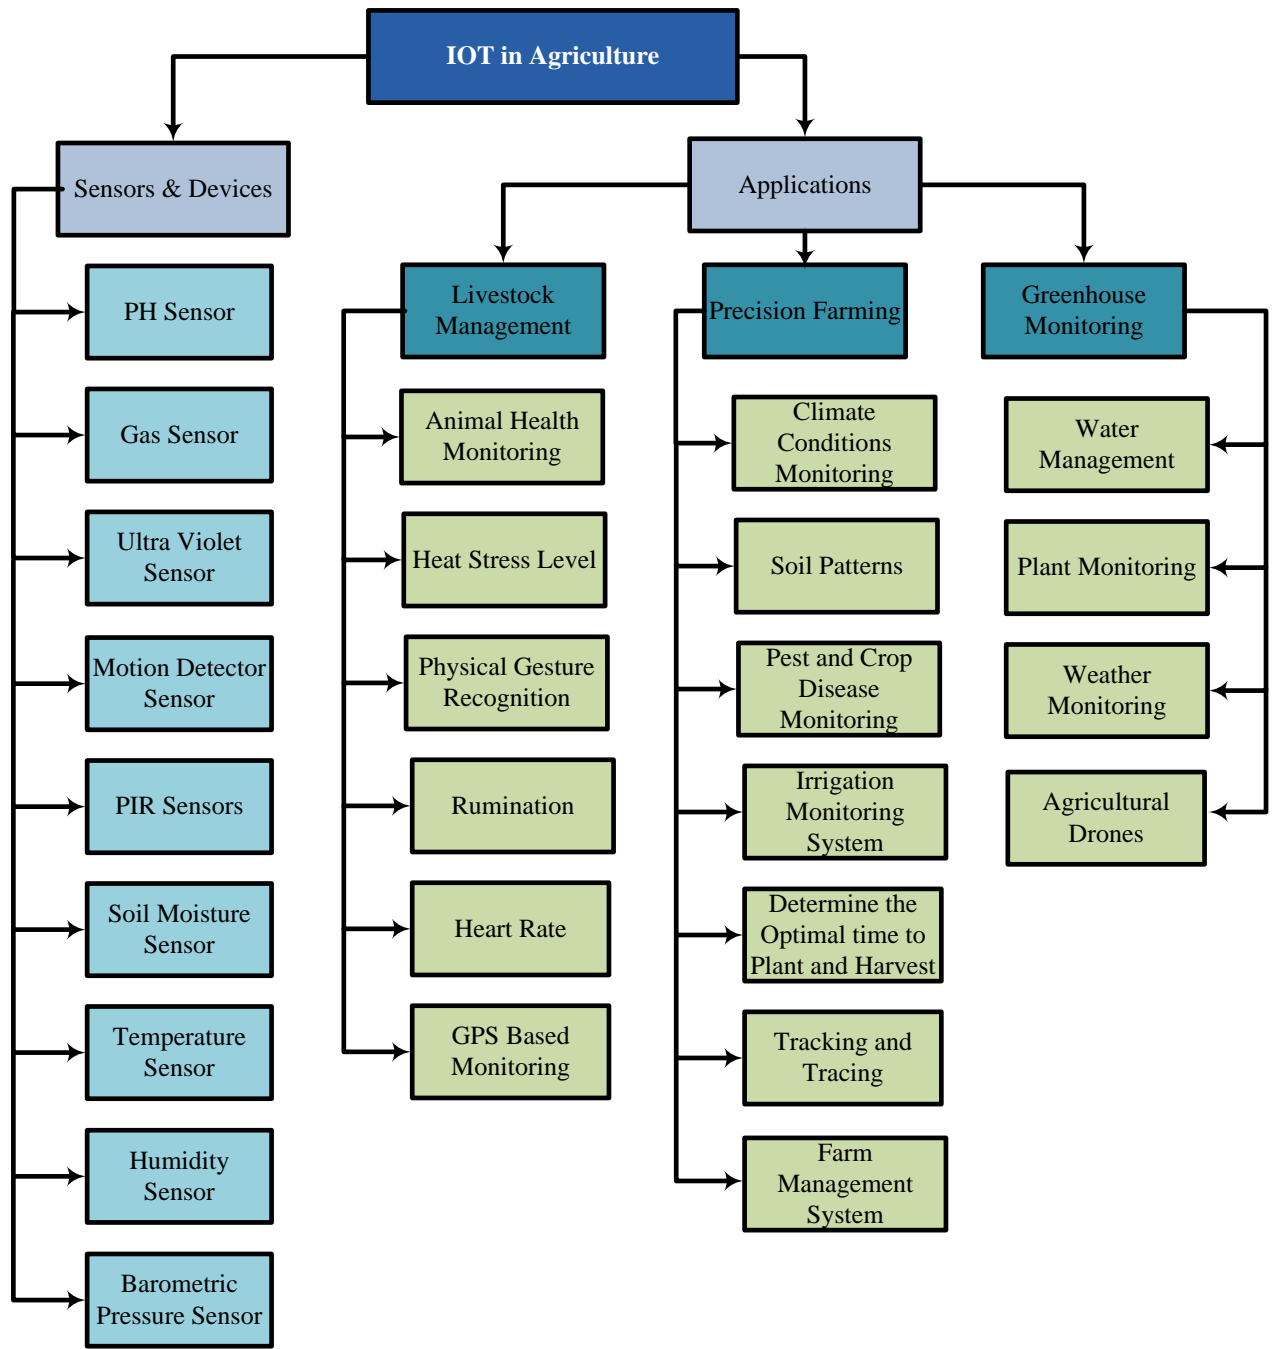 IOT in Agriculture
Sensors & Devices
Applications
PH Sensor
Gas Sensor
Ultra Violet
Sensor
Motion Detector
Sensor
PIR Sensors
Soil Moisture
Sensor
Temperature
Sensor
Humidity
Sensor
Barometric
Pressure Sensor
Livestock
Management
Animal Health
Monitoring
Heat Stress Level
Physical Gesture
Recognition
Rumination
Heart Rate
GPS Based
Monitoring
Precision Farming
Climate
Conditions
Monitoring
Soil Patterns
Pest and Crop
Disease
Monitoring
Irrigation
Monitoring
System
Determine the
Optimal time to
Plant and Harvest
Tracking and
Tracing
Farm
Management
System
Greenhouse
Monitoring
Water
Management
Plant Monitoring
Weather
Monitoring
Agricultural
Drones